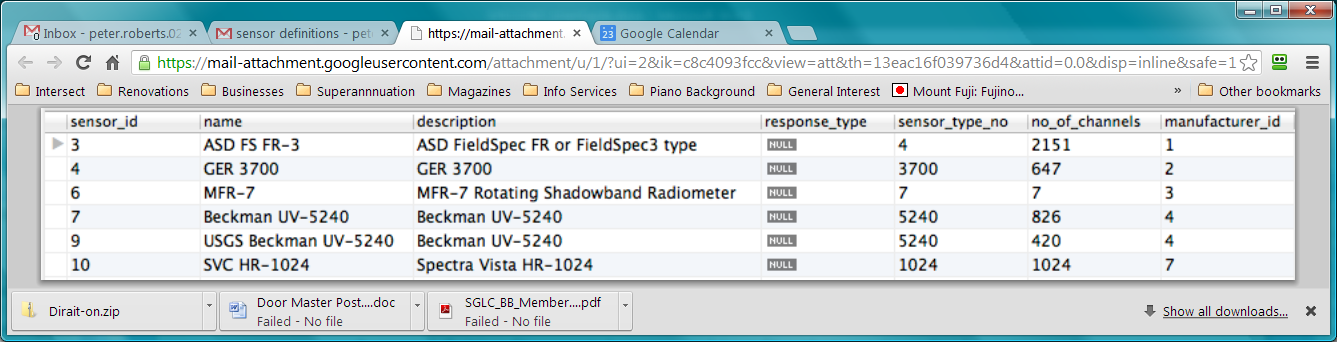 Inbox - peter.roberts.02
sensor definitions - pete
https://mail-attachment.
23 Google Calendar
https://mail-attachment.googleusercontent.com/attachment/u/1/?ui=2&ik=c8c4093fcc&view=att&th=13eac16f039736d4&attid=0.0&disp=inline&safe=1
Intersect Renovations Businesses Superannnuation Magazines Info Services Piano Background General Interest Mount Fuji: Fujino... » Other bookmarks
sensor_id name description response_type sensor_type_no no_of_channels manufacturer_id
3 ASD FS FR-3 ASD FieldSpec FR or FieldSpec3 type NULL 4 2151 1
4 GER 3700 GER 3700 NULL 3700 647 2
6 MFR-7 MFR-7 Rotating Shadowband Radiometer NULL 7 7 3
7 Beckman UV-5240 Beckman UV-5240 NULL 5240 826 4
9 USGS Beckman UV-5240 Beckman UV-5240 NULL 5240 420 4
10 SVC HR-1024 Spectra Vista HR-1024 NULL 1024 1024 7
Dirait-on.zip
Door Master Post....doc
Failed - No file
SGLC_BB_Member....pdf
Failed - No file
Show all downloads...